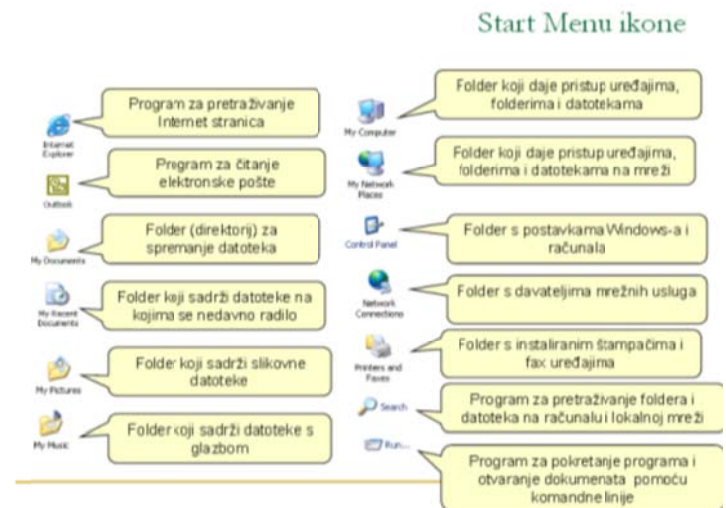 Start Menu ikone
Internet
Explorer
Program za pretraživanje
Internet stranica
Outlook
Program za čitanje
elektronske pošte
My Documents
Folder (direktorij) za
spremanje datoteka
My Recent
Documents
Folder koji sadrži datoteke na
kojima se nedavno radilo
My Pictures
Folder koji sadrži slikovne
datoteke
My Music
Folder koji sadrži datoteke s
glazbom
My Computer
Folder koji daje pristup uređajima,
folderima i datotekama
My Network
Places
Folder koji daje pristup uređajima,
folderima i datotekama na mreži
Control Panel
Folder s postavkama Windows-a i
računala
Network
Connections
Folder s davateljima mrežnih usluga
Printers and
Faxes
Folder s instaliranim štampačima i
fax uređajima
Search
Program za pretraživanje foldera i
datoteka na računalu i lokalnoj mreži
Run...
Program za pokretanje programa i
otvaranje dokumenata pomoću
komandne linije